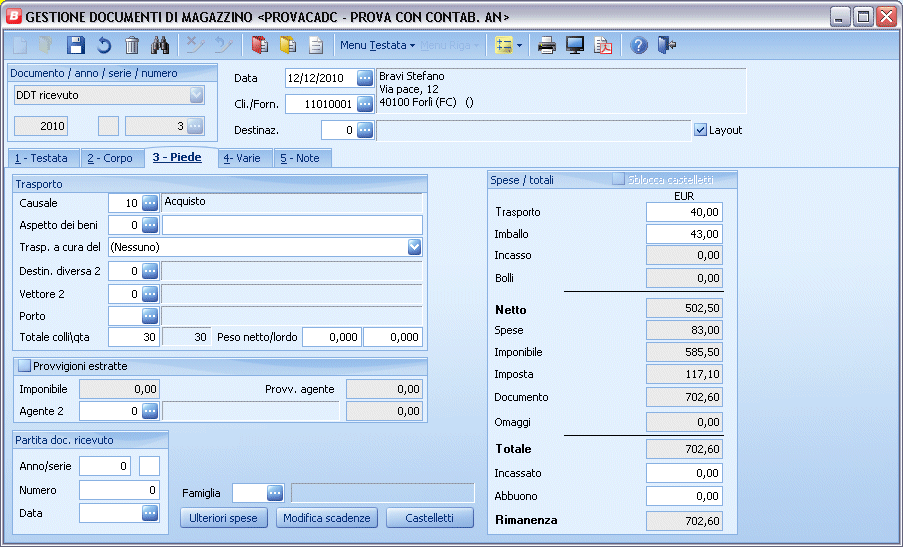 GESTIONE DOCUMENTI DI MAGAZZINO <PROVACADC - PROVA CON CONTAB. AN>
Menu Testata Menu Riga
Documento / anno / serie / numero
DDT ricevuto
2010 3
Data 12/12/2010
Cli./Forn. 11010001
Destinaz. 0
Bravi Stefano
Via pace, 12
40100 Forlì (FC) ()
Layout
1 - Testata 2 - Corpo 3 - Piede 4- Varie 5 - Note
Trasporto
Causale 10 Acquisto
Aspetto dei beni 0
Trasp. a cura del (Nessuno)
Destin. diversa 2 0
Vettore 2 0
Porto
Totale colli\qta 30 30 Peso netto/lordo 0,000 0,000
Provvigioni estratte
Imponibile 0,00 Provv. agente 0,00
Agente 2 0 0,00
Partita doc. ricevuto
Anno/serie 0
Numero 0
Data
Famiglia
Ulteriori spese Modifica scadenze Castelletti
Spese / totali Sblocca castelletti
EUR
Trasporto 40,00
Imballo 43,00
Incasso 0,00
Bolli 0,00
Netto 502,50
Spese 83,00
Imponibile 585,50
Imposta 117,10
Documento 702,60
Omaggi 0,00
Totale 702,60
Incassato 0,00
Abbuono 0,00
Rimanenza 702,60